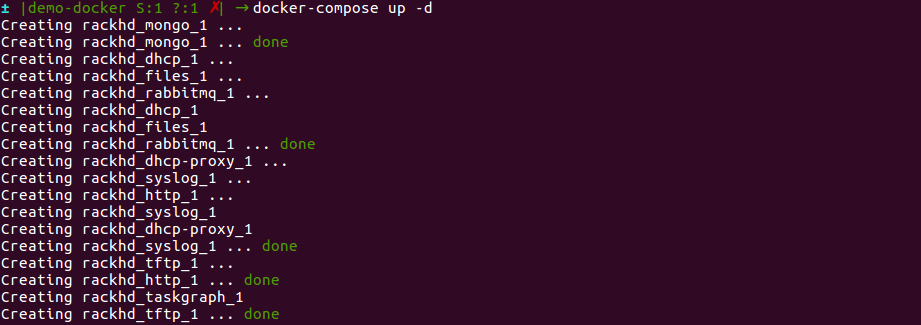 ± |demo-docker S:1 ?:1 ✗| →docker-compose up -d
Creating rackhd_mongo_1 ...
Creating rackhd_mongo_1 ... done
Creating rackhd_dhcp_1 ...
Creating rackhd_files_1 ...
Creating rackhd_rabbitmq_1 ...
Creating rackhd_dhcp_1
Creating rackhd_files_1
Creating rackhd_rabbitmq_1 ... done
Creating rackhd_dhcp-proxy_1 ...
Creating rackhd_syslog_1 ...
Creating rackhd_http_1 ...
Creating rackhd_syslog_1
Creating rackhd_dhcp-proxy_1
Creating rackhd_syslog_1 ... done
Creating rackhd_tftp_1 ...
Creating rackhd_http_1 ... done
Creating rackhd_taskgraph_1
Creating rackhd_tftp_1 ... done